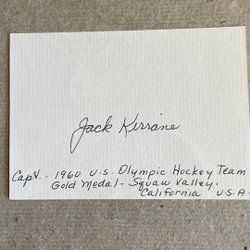 Jack Kirrane
Capt. - 1960 U.S. Olympic Hockey Team
Gold Medal - Squaw Valley,
California U.S.A.